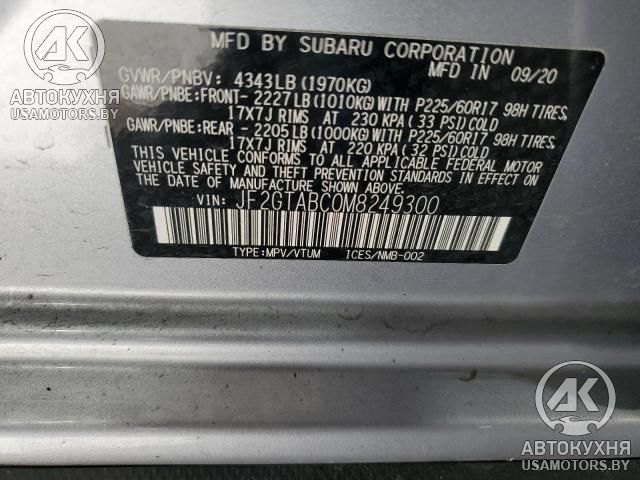 MFD BY SUBARU CORPORATION
MFD IN 09/20
GVWR/PNBV: 4343LB(1970KG)
GAWR/PNBE:FRONT- 2227LB(1010KG)WITH P225/60R17 98H TIRES,
17X7J RIMS AT 230 KPA (33 PSI)COLD
GAWR/PNBE:REAR - 2205LB(1000KG)WITH P225/60R17 98H TIRES,
17X7J RIMS AT 220 KPA (32 PSI)COLD
THIS VEHICLE CONFORMS TO ALL APPLICABLE FEDERAL MOTOR
VEHICLE SAFETY AND THEFT PREVENTION STANDARDS IN EFFECT ON
THE DATE OF MANUFACTURE SHOWN ABOVE.
VIN: JF2GTABC0M8249300
TYPE:MPV/VTUM ICES/NMB-002
АК
АВТОКУХНЯ
USAMOTORS.BY
АК
АВТОКУХНЯ
USAMOTORS.BY